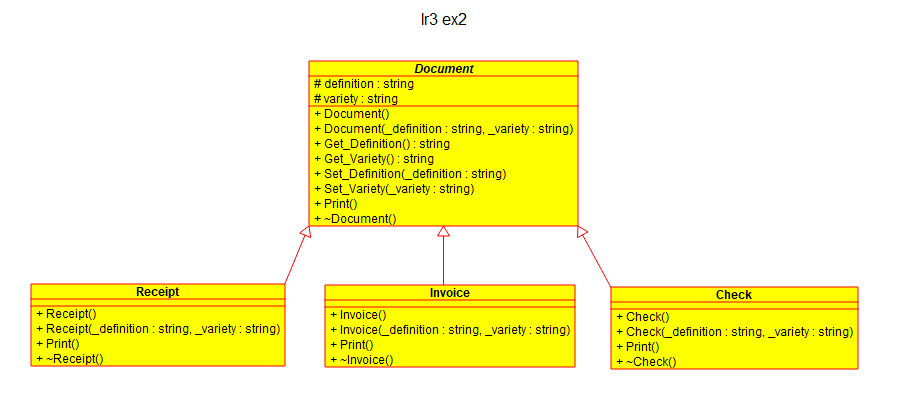 lr3 ex2
Document
# definition : string
# variety : string
+ Document()
+ Document(_definition : string, _variety : string)
+ Get_Definition() : string
+ Get_Variety() : string
+ Set_Definition(_definition : string)
+ Set_Variety(_variety : string)
+ Print()
+ ~Document()
Receipt
+ Receipt()
+ Receipt(_definition : string, _variety : string)
+ Print()
+ ~Receipt()
Invoice
+ Invoice()
+ Invoice(_definition : string, _variety : string)
+ Print()
+ ~Invoice()
Check
+ Check()
+ Check(_definition : string, _variety : string)
+ Print()
+ ~Check()